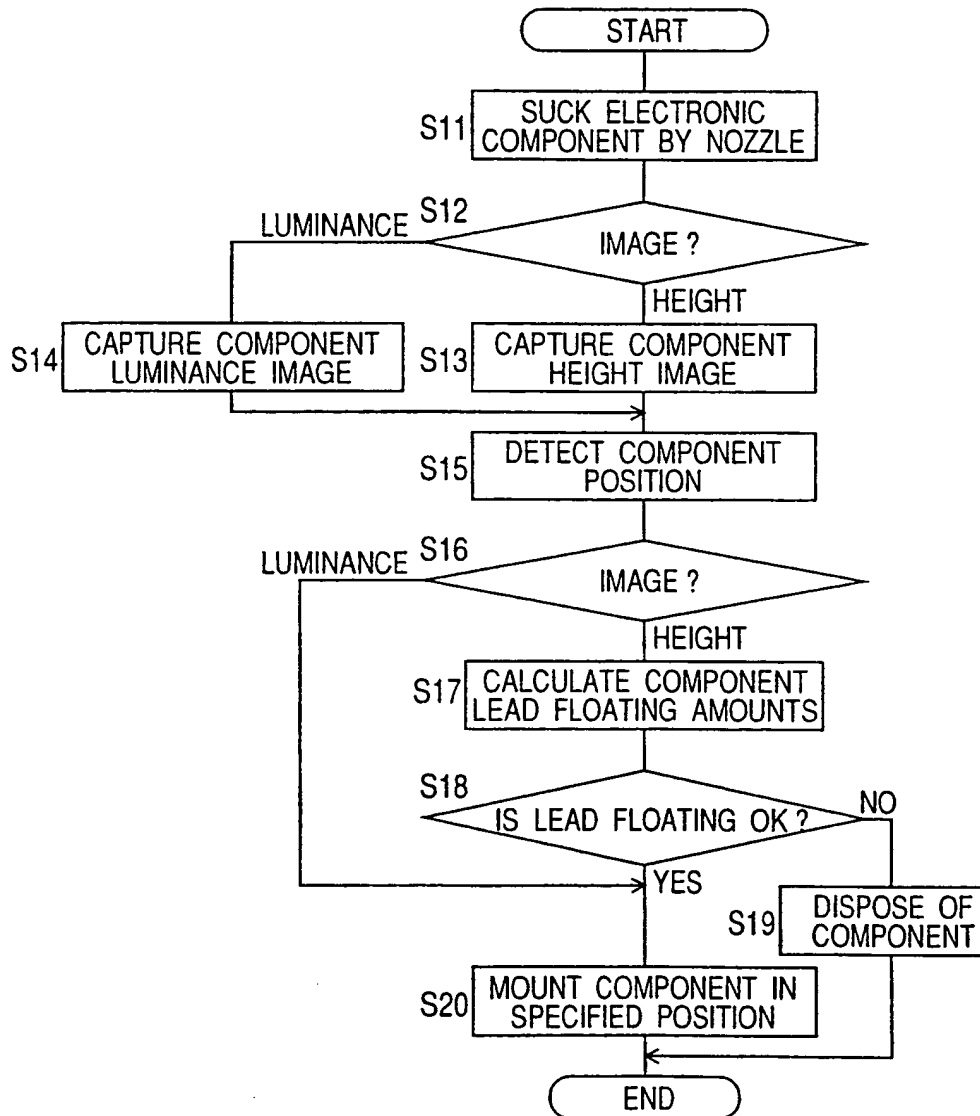 START
S11
SUCK ELECTRONIC
COMPONENT BY NOZZLE
S12
LUMINANCE
IMAGE ?
HEIGHT
S14
CAPTURE COMPONENT
LUMINANCE IMAGE
S13
CAPTURE COMPONENT
HEIGHT IMAGE
S15
DETECT COMPONENT
POSITION
S16
LUMINANCE
IMAGE ?
HEIGHT
S17
CALCULATE COMPONENT
LEAD FLOATING AMOUNTS
S18
IS LEAD FLOATING OK ?
NO
YES
S19
DISPOSE OF
COMPONENT
S20
MOUNT COMPONENT IN
SPECIFIED POSITION
END